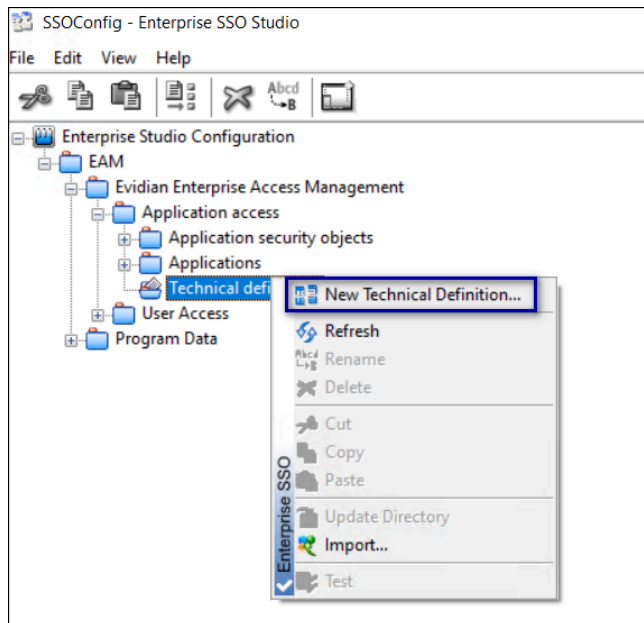 SSOConfig - Enterprise SSO Studio
File Edit View Help
Abcd
B
Enterprise Studio Configuration
EAM
Evidian Enterprise Access Management
Application access
Application security objects
Applications
Technical defi
User Access
Program Data
New Technical Definition...
Refresh
Abcd
B
Rename
Delete
Cut
Copy
Paste
Update Directory
Import...
Test
Enterprise SSO